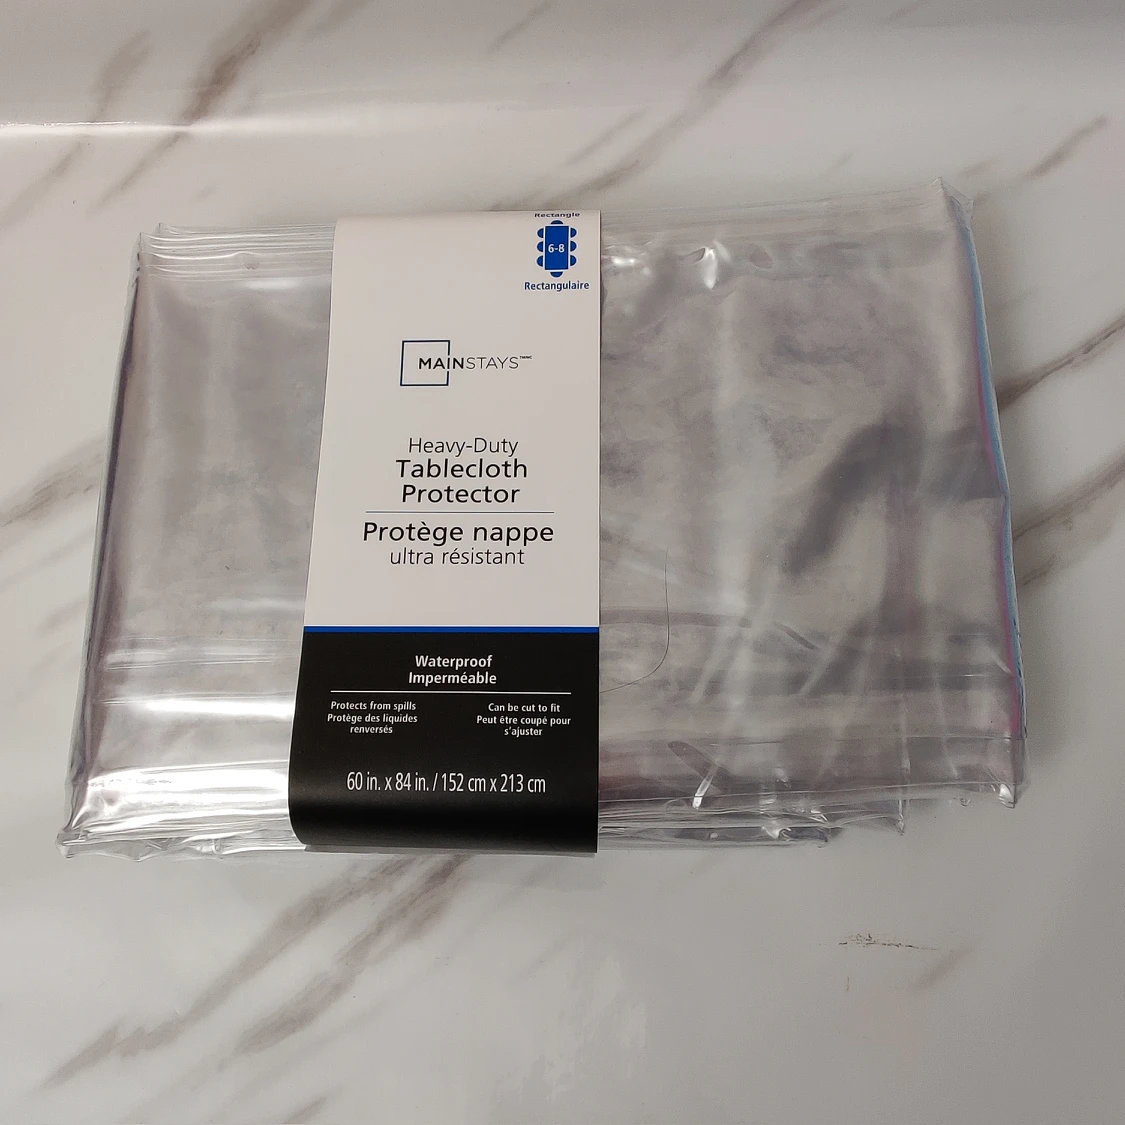 Rectangle
6-8
Rectangulaire
MAINSTAYS
Heavy-Duty
Tablecloth
Protector
Protège nappe
ultra résistant
Waterproof
Imperméable
Protects from spills
Protège des liquides
renversés
Can be cut to fit
Peut être coupé pour
s'ajuster
60 in. x 84 in. / 152 cm x 213 cm